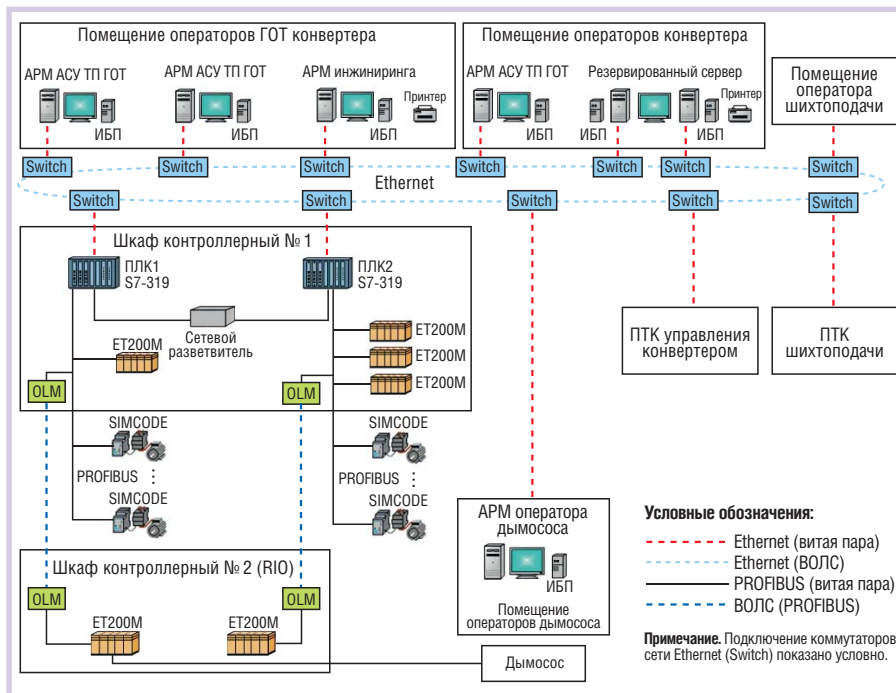 Помещение операторов ГОТ конвертера
АРМ АСУ ТП ГОТ
АРМ АСУ ТП ГОТ
АРМ инжиниринга
Принтер
ИБП
ИБП
ИБП
Помещение операторов конвертера
АРМ АСУ ТП ГОТ
Резервированный сервер
Принтер
ИБП
ИБП
ИБП
Помещение
оператора
шихтоподачи
Switch
Switch
Switch
Switch
Switch
Switch
Switch
Ethernet
Switch
Switch
Switch
Switch
Switch
Шкаф контроллерный № 1
ПЛК1
S7-319
ПЛК2
S7-319
Сетевой
разветвитель
ET200M
ET200M
ET200M
ET200M
OLM
OLM
SIMCODE
PROFIBUS
SIMCODE
SIMCODE
PROFIBUS
SIMCODE
ПТК управления
конвертером
ПТК
шихтоподачи
Шкаф контроллерный № 2 (RIO)
OLM
OLM
ET200M
ET200M
АРМ оператора
дымососа
ИБП
Помещение
операторов дымососа
Дымосос
Условные обозначения:
Ethernet (витая пара)
Ethernet (ВОЛС)
PROFIBUS (витая пара)
ВОЛС (PROFIBUS)
Примечание. Подключение коммутаторов
сети Ethernet (Switch) показано условно.